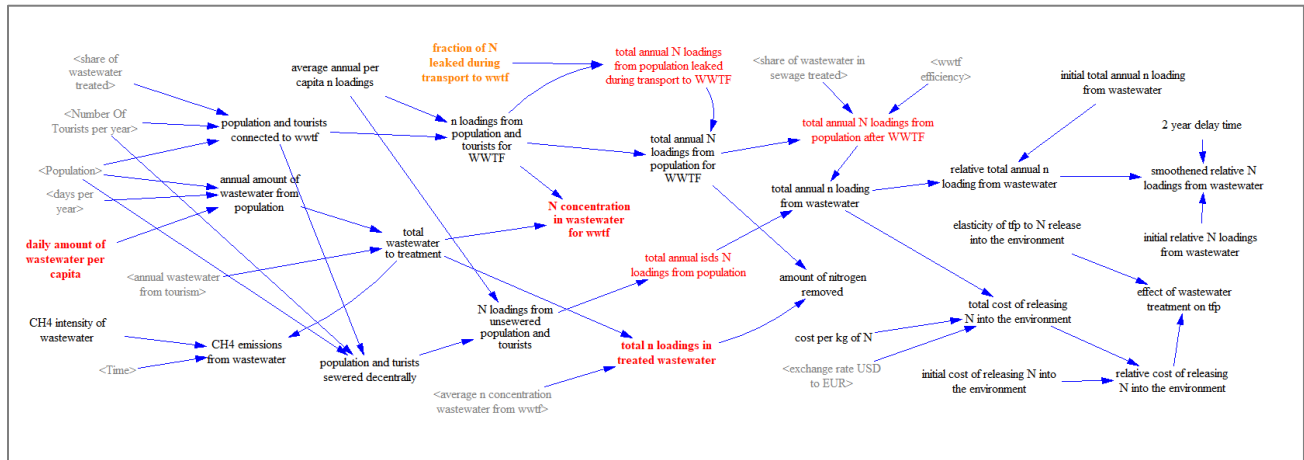 <share of
wastewater
treated>
<Number Of
Tourists per year>
<Population>
<days per
year>
daily amount of
wastewater per
capita
<annual wastewater
from tourism>
CH4 intensity of
wastewater
<Time>
CH4 emissions
from wastewater
average annual per
capita n loadings
population and tourists
connected to wwtf
annual amount of
wastewater from
population
total
wastewater
to treatment
population and turists
sewered decentrally
fraction of N
leaked during
transport to wwtf
n loadings from
population and
tourists for
WWTF
N concentration
in wastewater
for wwtf
N loadings from
unsewered
population and
tourists
<average n concentration
wastewater from wwtf>
total annual N loadings
from population leaked
during transport to WWTF
total annual N
loadings from
population for
WWTF
total annual isds N
loadings from population
total n loadings in
treated wastewater
<share of wastewater in
sewage treated>
<wwtf
efficiency>
total annual N loadings from
population after WWTF
total annual n loading
from wastewater
amount of nitrogen
removed
cost per kg of N
<exchange rate USD
to EUR>
initial total annual n loading
from wastewater
relative total annual n
loading from wastewater
elasticity of tfp to N release
into the environment
total cost of releasing
N into the environment
initial cost of releasing N into
the environment
2 year delay time
smoothened relative N
loadings from wastewater
initial relative N loadings
from wastewater
effect of wastewater
treatment on tfp
relative cost of releasing
N into the environment